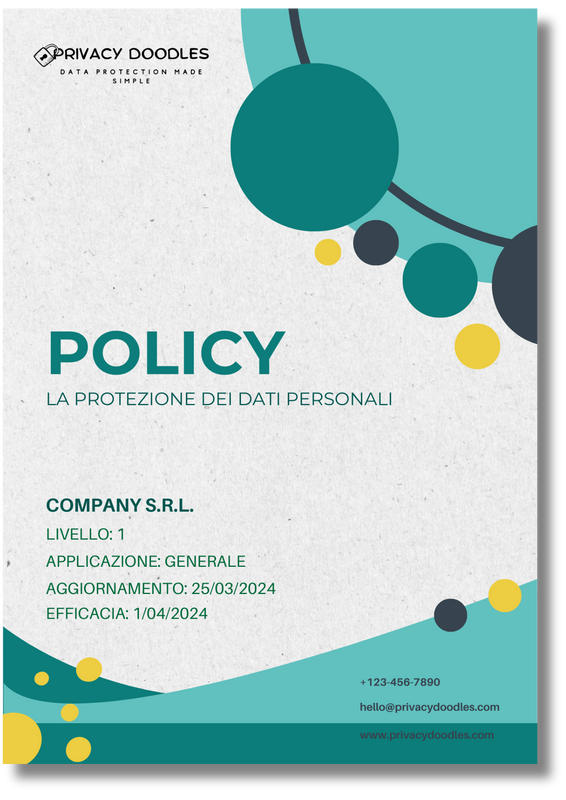 PRIVACY DOODLES
DATA PROTECTION MADE
SIMPLE
POLICY
LA PROTEZIONE DEI DATI PERSONALI
COMPANY S.R.L.
LIVELLO: 1
APPLICAZIONE: GENERALE
AGGIORNAMENTO: 25/03/2024
EFFICACIA: 1/04/2024
+123-456-7890
hello@privacydoodles.com
www.privacydoodles.com